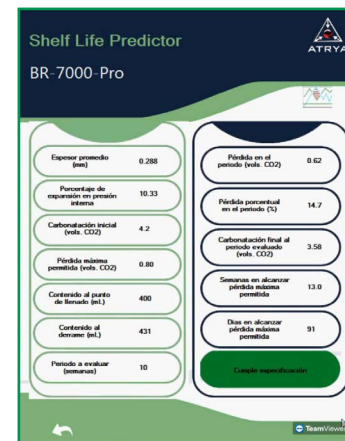 Shelf Life Predictor
ATRYA
BR-7000-Pro
Espesor promedio
(mm)
0.288
Porcentaje de
expansión en presión
interna
10.33
Carbonatación inicial
(vols. CO2)
4.2
Pérdida máxima
permitida (vols. CO2)
0.80
Contenido al punto
de llenado (mL)
400
Contenido al
derrame (mL)
431
Periodo a evaluar
(semanas)
10
Pérdida en el
periodo (vols. CO2)
0.62
Pérdida porcentual
en el periodo (%)
14.7
Carbonatación final al
periodo evaluado
(vols. CO2)
3.58
Semanas en alcanzar
pérdida máxima
permitida
13.0
Días en alcanzar
pérdida máxima
permitida
91
Cumple especificación
TeamViewer